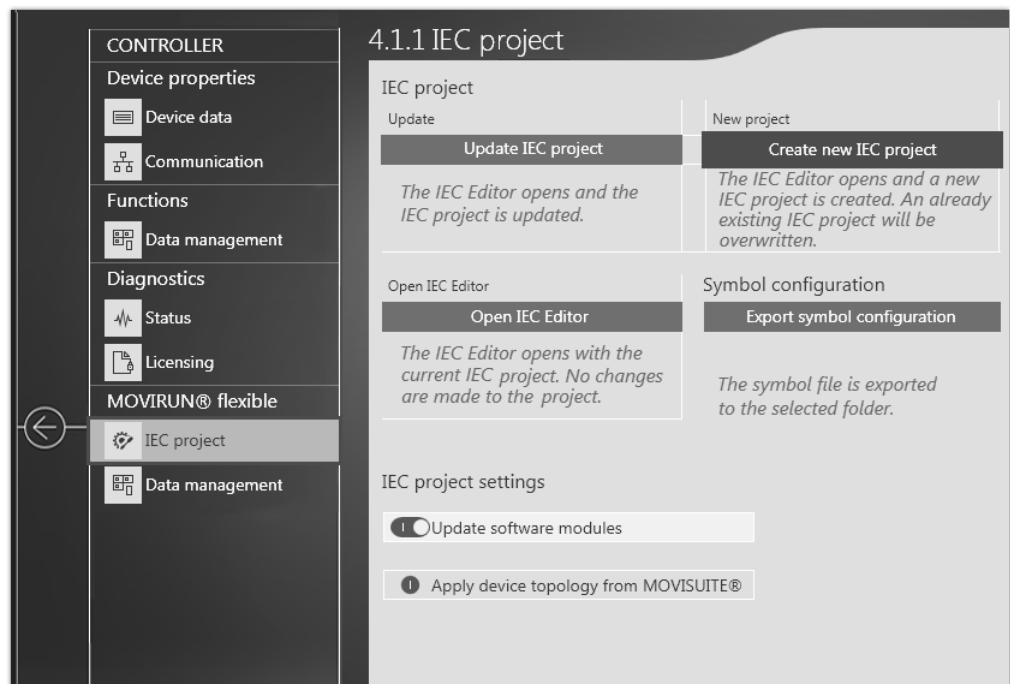 CONTROLLER
Device properties
Device data
Communication
Functions
Data management
Diagnostics
Status
Licensing
MOVIRUN® flexible
IEC project
Data management
4.1.1 IEC project
IEC project
Update
Update IEC project
The IEC Editor opens and the
IEC project is updated.
New project
Create new IEC project
The IEC Editor opens and a new
IEC project is created. An already
existing IEC project will be
overwritten.
Open IEC Editor
Open IEC Editor
The IEC Editor opens with the
current IEC project. No changes
are made to the project.
Symbol configuration
Export symbol configuration
The symbol file is exported
to the selected folder.
IEC project settings
Update software modules
Apply device topology from MOVISUITE®